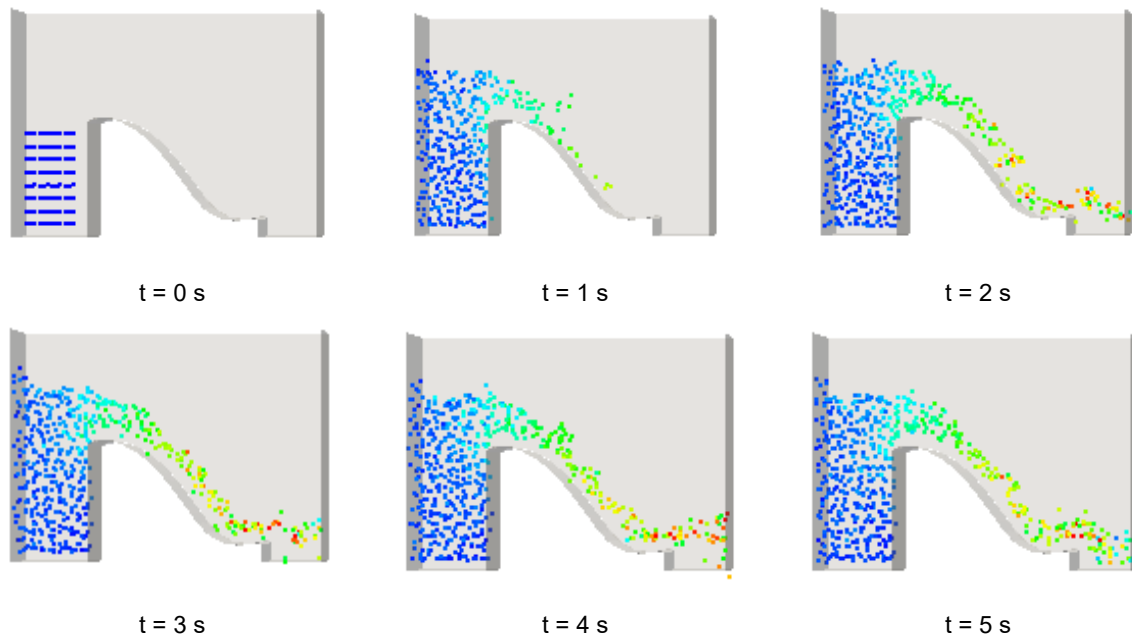 t = 0 s
t = 1 s
t = 2 s
t = 3 s
t = 4 s
t = 5 s